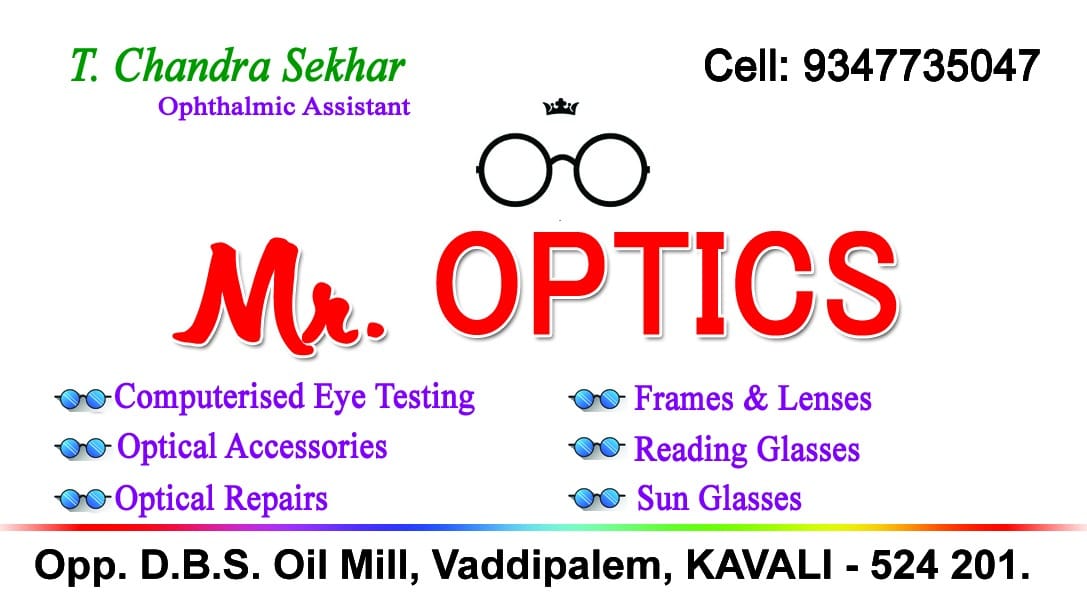 T. Chandra Sekhar
Ophthalmic Assistant
Cell: 9347735047
Mr. OPTICS
Computerised Eye Testing
Optical Accessories
Optical Repairs
Frames & Lenses
Reading Glasses
Sun Glasses
Opp. D.B.S. Oil Mill, Vaddipalem, KAVALI - 524 201.